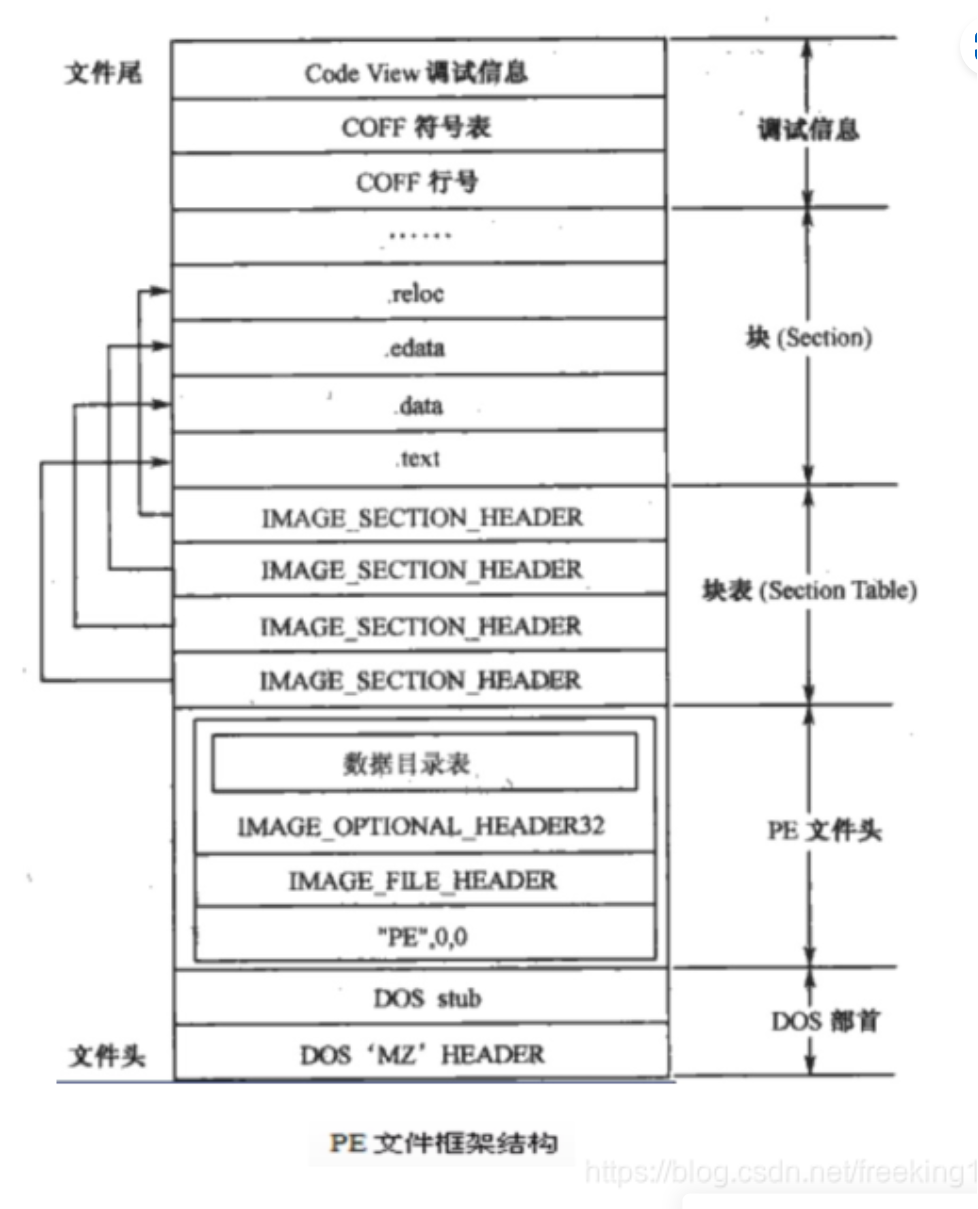 文件尾
Code View 调试信息
COFF 符号表
调试信息
COFF 行号
······
.reloc
块 (Section)
.edata
.data
.text
IMAGE_SECTION_HEADER
IMAGE_SECTION_HEADER
块表 (Section Table)
IMAGE_SECTION_HEADER
IMAGE_SECTION_HEADER
数据目录表
IMAGE_OPTIONAL_HEADER32
PE 文件头
IMAGE_FILE_HEADER
"PE",0,0
DOS stub
DOS 部首
文件头
DOS ‘MZ’ HEADER
PE 文件框架结构
https://blog.csdn.net/freeking1